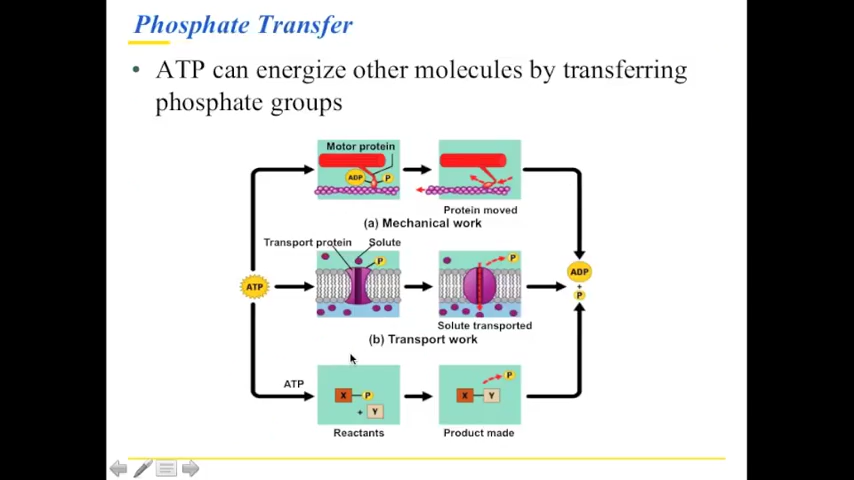 Phosphate Transfer
• ATP can energize other molecules by transferring
phosphate groups
Motor protein
ADP P
Protein moved
(a) Mechanical work
Transport protein Solute
P P
ATP
ADP
+
P
Solute transported
(b) Transport work
ATP
P
X P X Y
+ Y
Reactants Product made